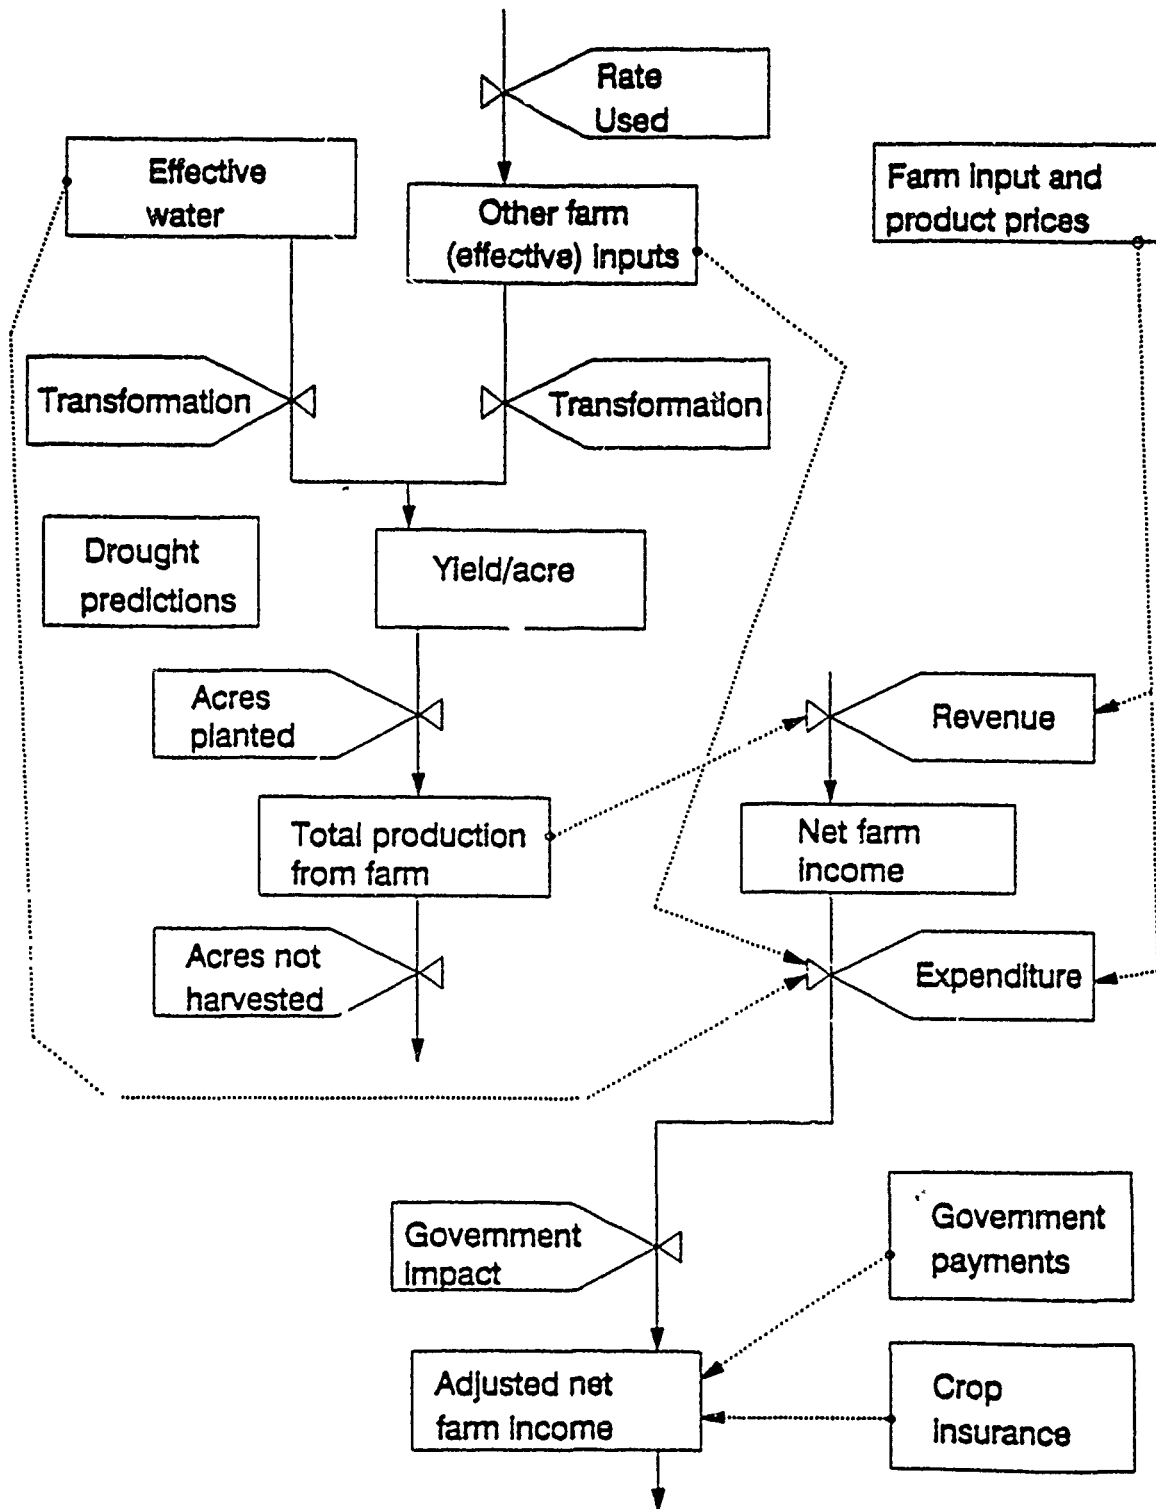 Rate
Used
Effective
water
Other farm
(effective) inputs
Farm input and
product prices
Transformation
Transformation
Drought
predictions
Yield/acre
Acres
planted
Revenue
Total production
from farm
Net farm
income
Acres not
harvested
Expenditure
Government
impact
Government
payments
Adjusted net
farm income
Crop
insurance